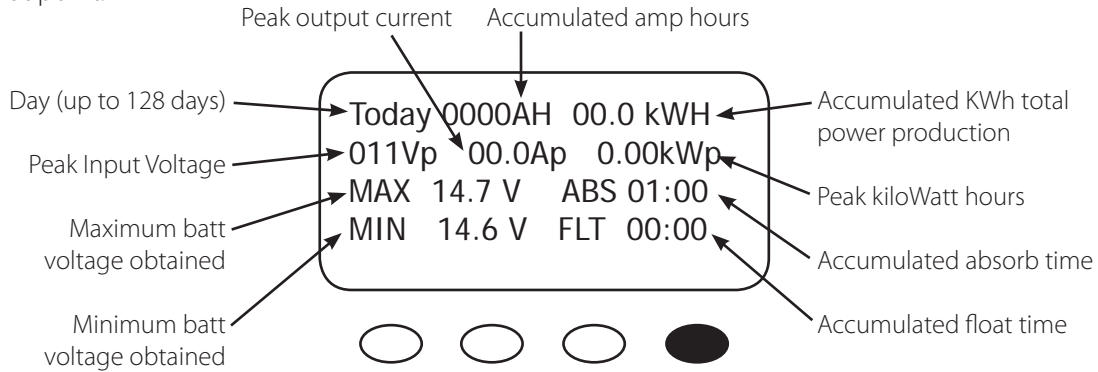 Peak output current
Accumulated amp hours
Day (up to 128 days)
Today 0000AH 00.0 kWH
Accumulated KWh total
power production
Peak Input Voltage
011Vp 00.0Ap 0.00kWp
Peak kiloWatt hours
Maximum batt
voltage obtained
MAX 14.7 V ABS 01:00
Accumulated absorb time
MIN 14.6 V FLT 00:00
Minimum batt
voltage obtained
Accumulated float time